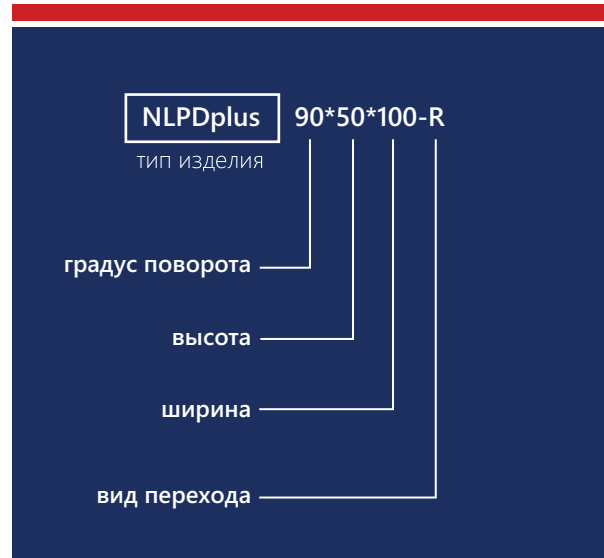 NLPDplus 90*50*100-R
тип изделия
градус поворота
высота
ширина
вид перехода